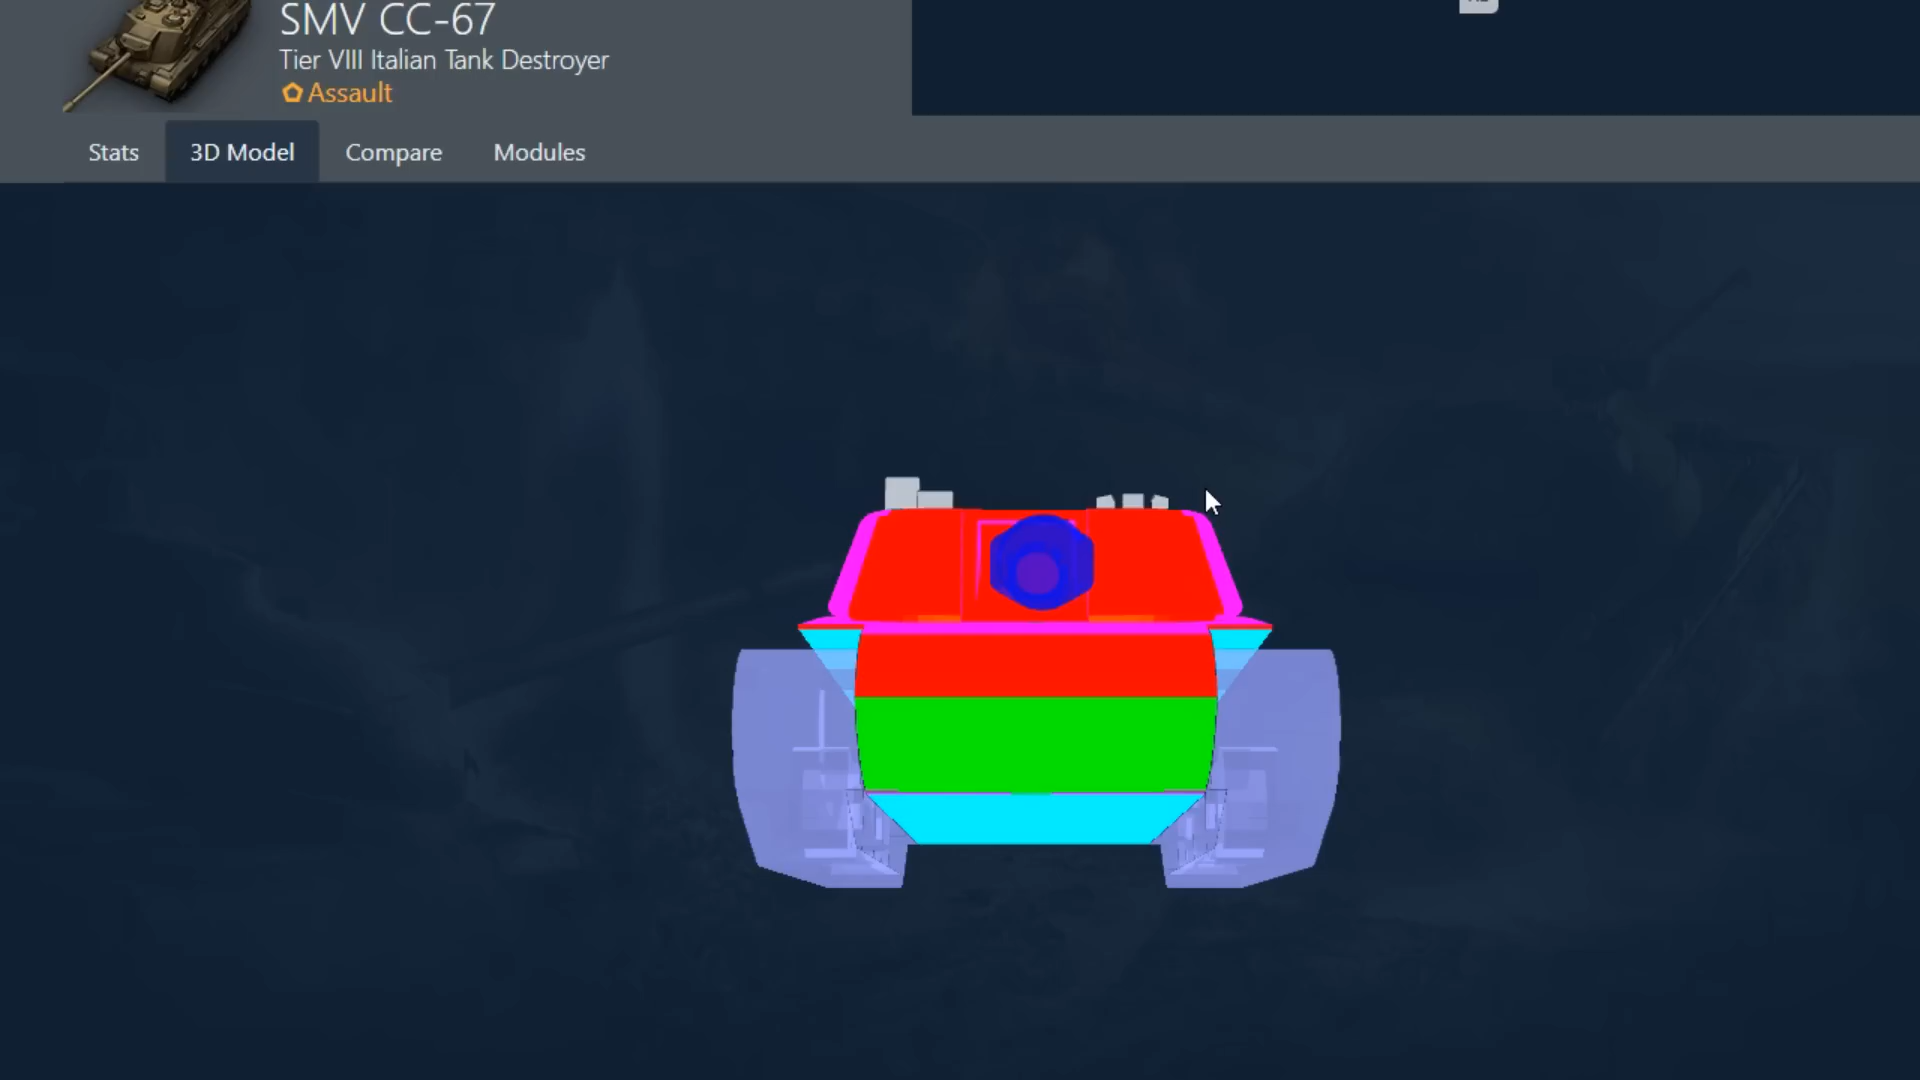 SMV CC-67
Tier VIII Italian Tank Destroyer
Assault
Stats
3D Model
Compare
Modules